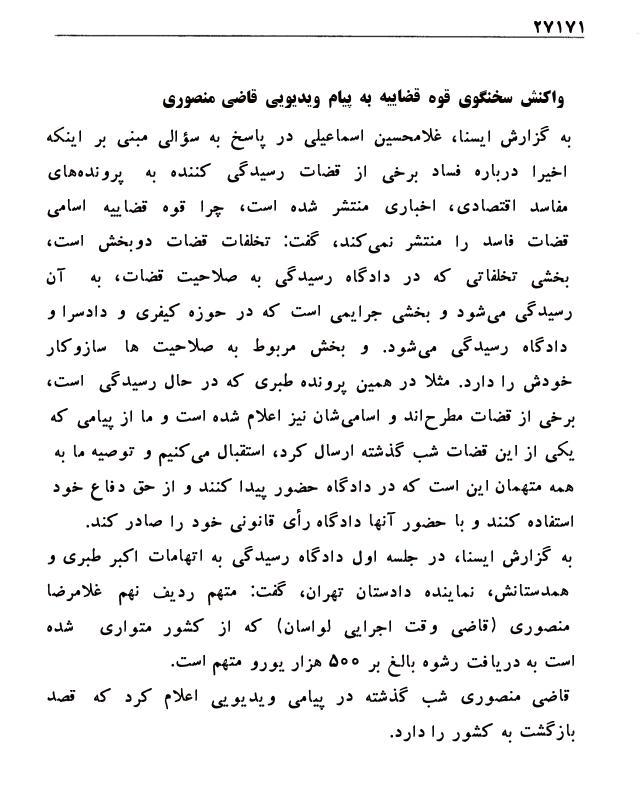 ۲۷۱۷۱
واکنش سخنگوی قوه قضاییه به پیام ویدیویی قاضی منصوری
به گزارش ایسنا، غلامحسین اسماعیلی در پاسخ به سؤالی مبنی بر اینکه
اخیرا درباره فساد برخی از قضات رسیدگی کننده به پرونده‌های
مفاسد اقتصادی، اخباری منتشر شده است، چرا قوه قضاییه اسامی
قضات فاسد را منتشر نمی‌کند، گفت: تخلفات قضات دوبخش است،
بخشی تخلفاتی که در دادگاه رسیدگی به صلاحیت قضات، به آن
رسیدگی می‌شود و بخشی جرایمی است که در حوزه کیفری و دادسرا و
دادگاه رسیدگی می‌شود. و بخش مربوط به صلاحیت ها سازوکار
خودش را دارد. مثلا در همین پرونده طبری که در حال رسیدگی است،
برخی از قضات مطرح‌اند و اسامی‌شان نیز اعلام شده است و ما از پیامی که
یکی از این قضات شب گذشته ارسال کرد، استقبال می‌کنیم و توصیه ما به
همه متهمان این است که در دادگاه حضور پیدا کنند و از حق دفاع خود
استفاده کنند و با حضور آنها دادگاه رأی قانونی خود را صادر کند.
به گزارش ایسنا، در جلسه اول دادگاه رسیدگی به اتهامات اکبر طبری و
همدستانش، نماینده دادستان تهران، گفت: متهم ردیف نهم غلامرضا
منصوری (قاضی وقت اجرایی لواسان) که از کشور متواری شده
است به دریافت رشوه بالغ بر ۵۰۰ هزار یورو متهم است.
قاضی منصوری شب گذشته در پیامی ویدیویی اعلام کرد که قصد
بازگشت به کشور را دارد.